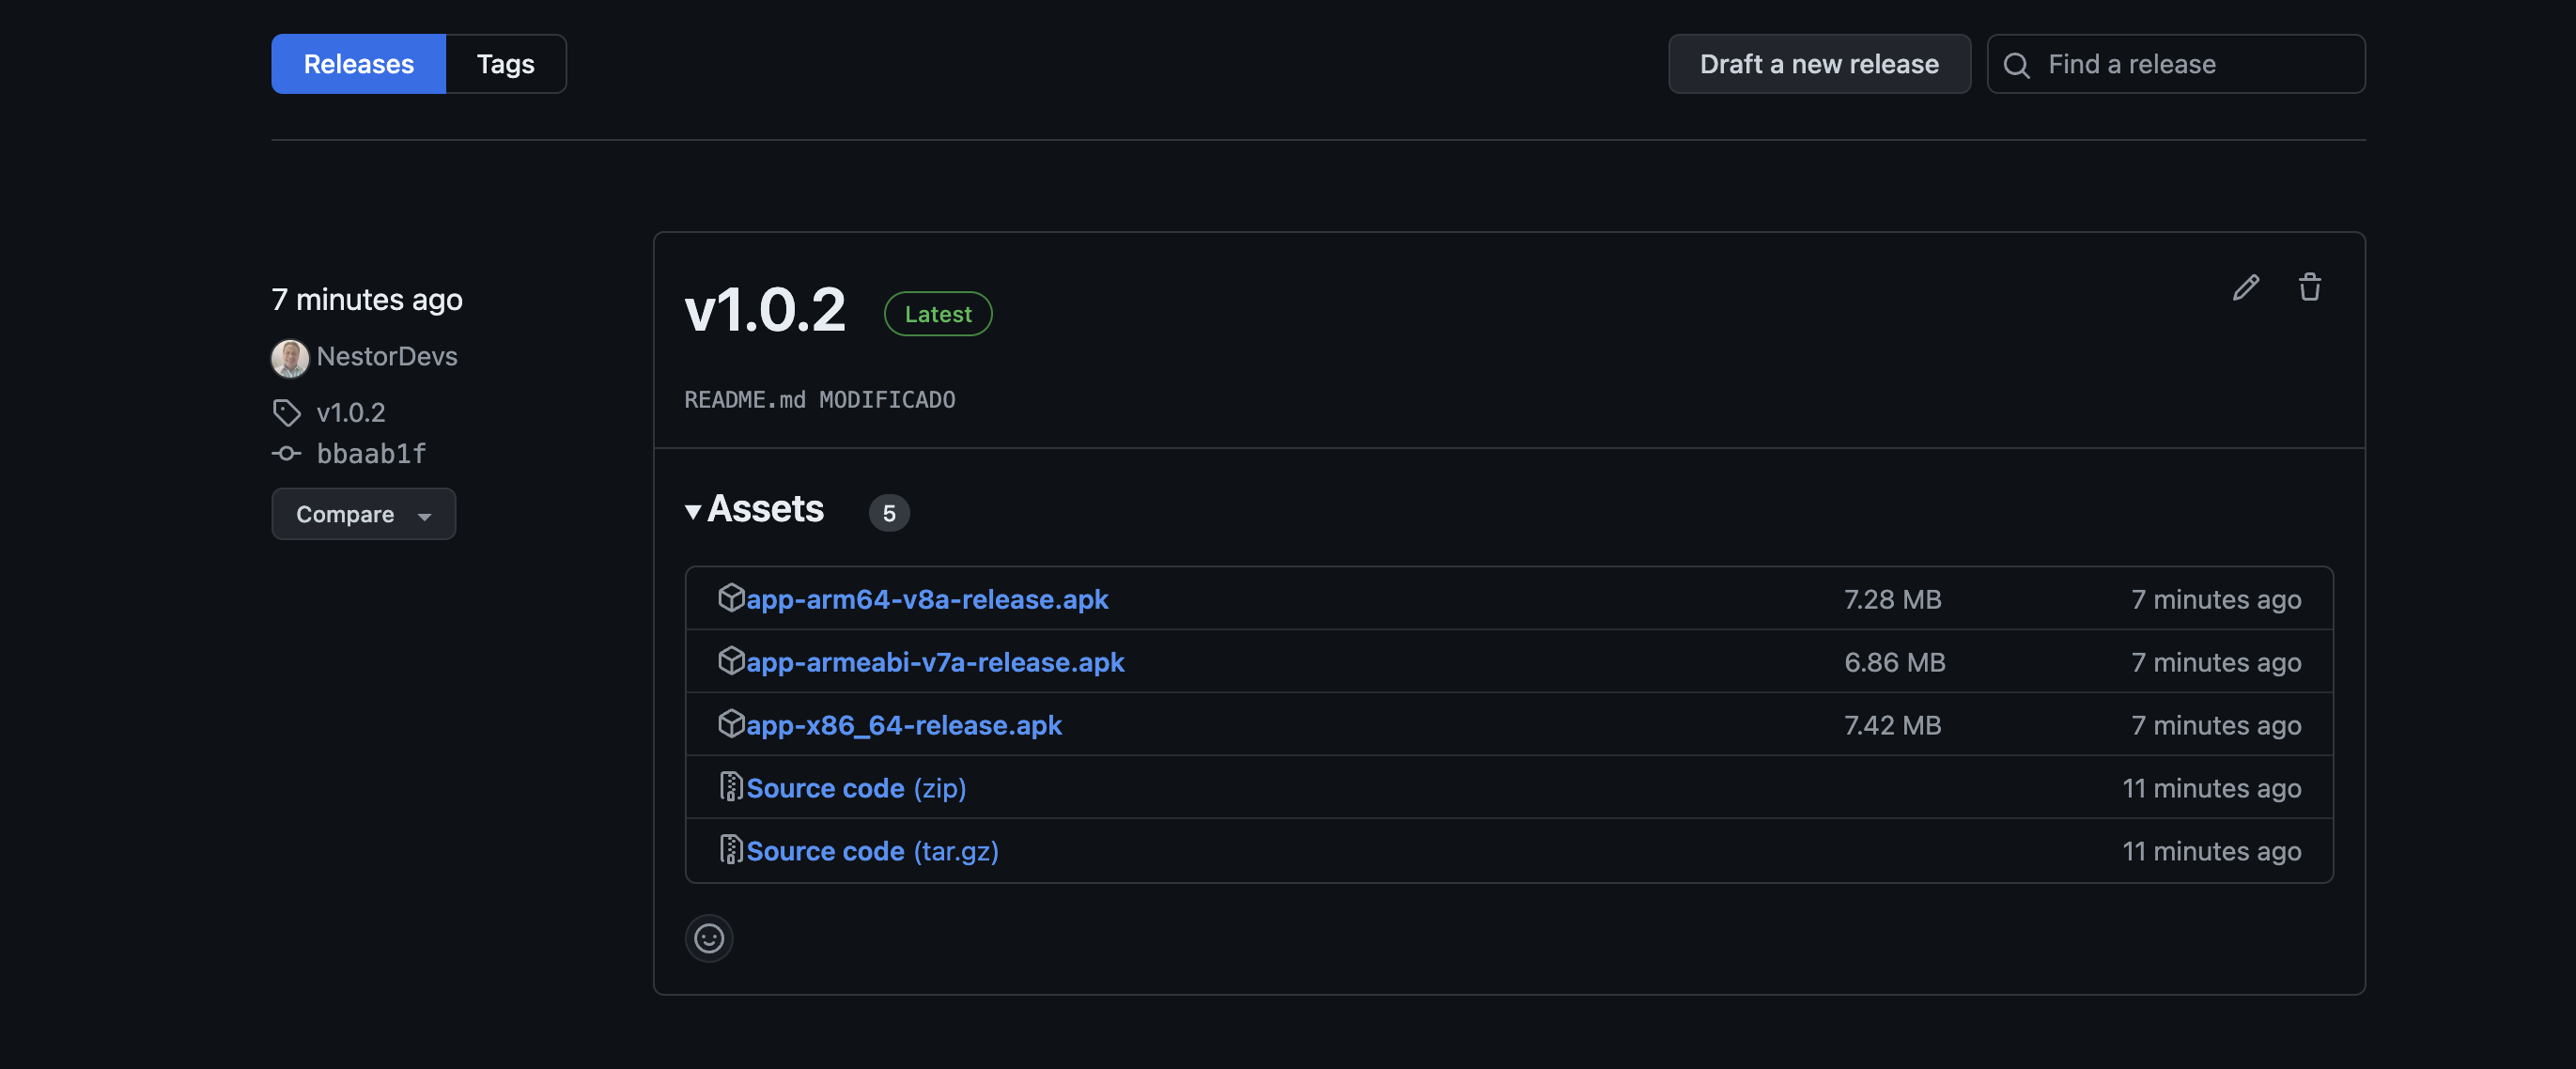 Releases Tags Draft a new release Find a release
7 minutes ago
NestorDevs
v1.0.2
bbaab1f
Compare
v1.0.2 Latest
README.md MODIFICADO
Assets 5
app-arm64-v8a-release.apk 7.28 MB 7 minutes ago
app-armeabi-v7a-release.apk 6.86 MB 7 minutes ago
app-x86_64-release.apk 7.42 MB 7 minutes ago
Source code (zip) 11 minutes ago
Source code (tar.gz) 11 minutes ago